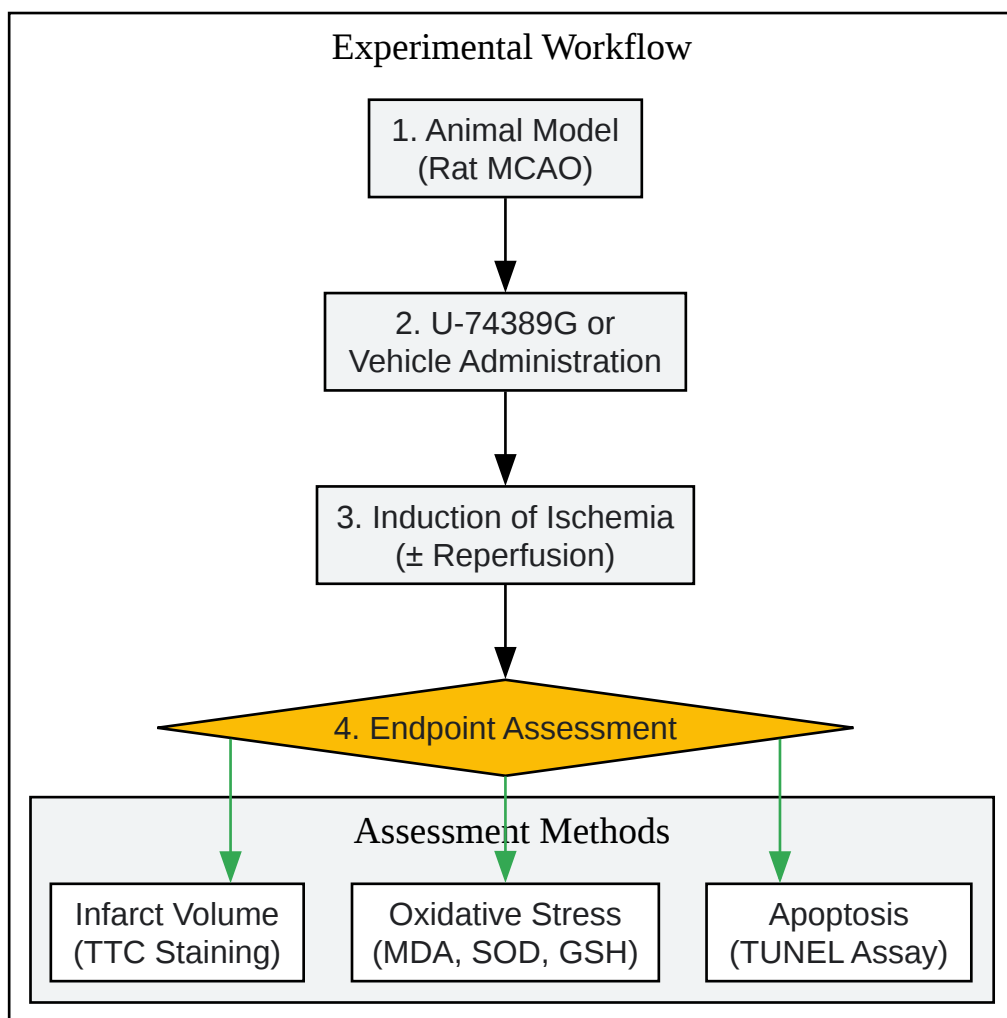 Experimental Workflow
1. Animal Model
(Rat MCAO)
2. U-74389G or
Vehicle Administration
3. Induction of Ischemia
(± Reperfusion)
4. Endpoint Assessment
Assessment Methods
Infarct Volume
(TTC Staining)
Oxidative Stress
(MDA, SOD, GSH)
Apoptosis
(TUNEL Assay)